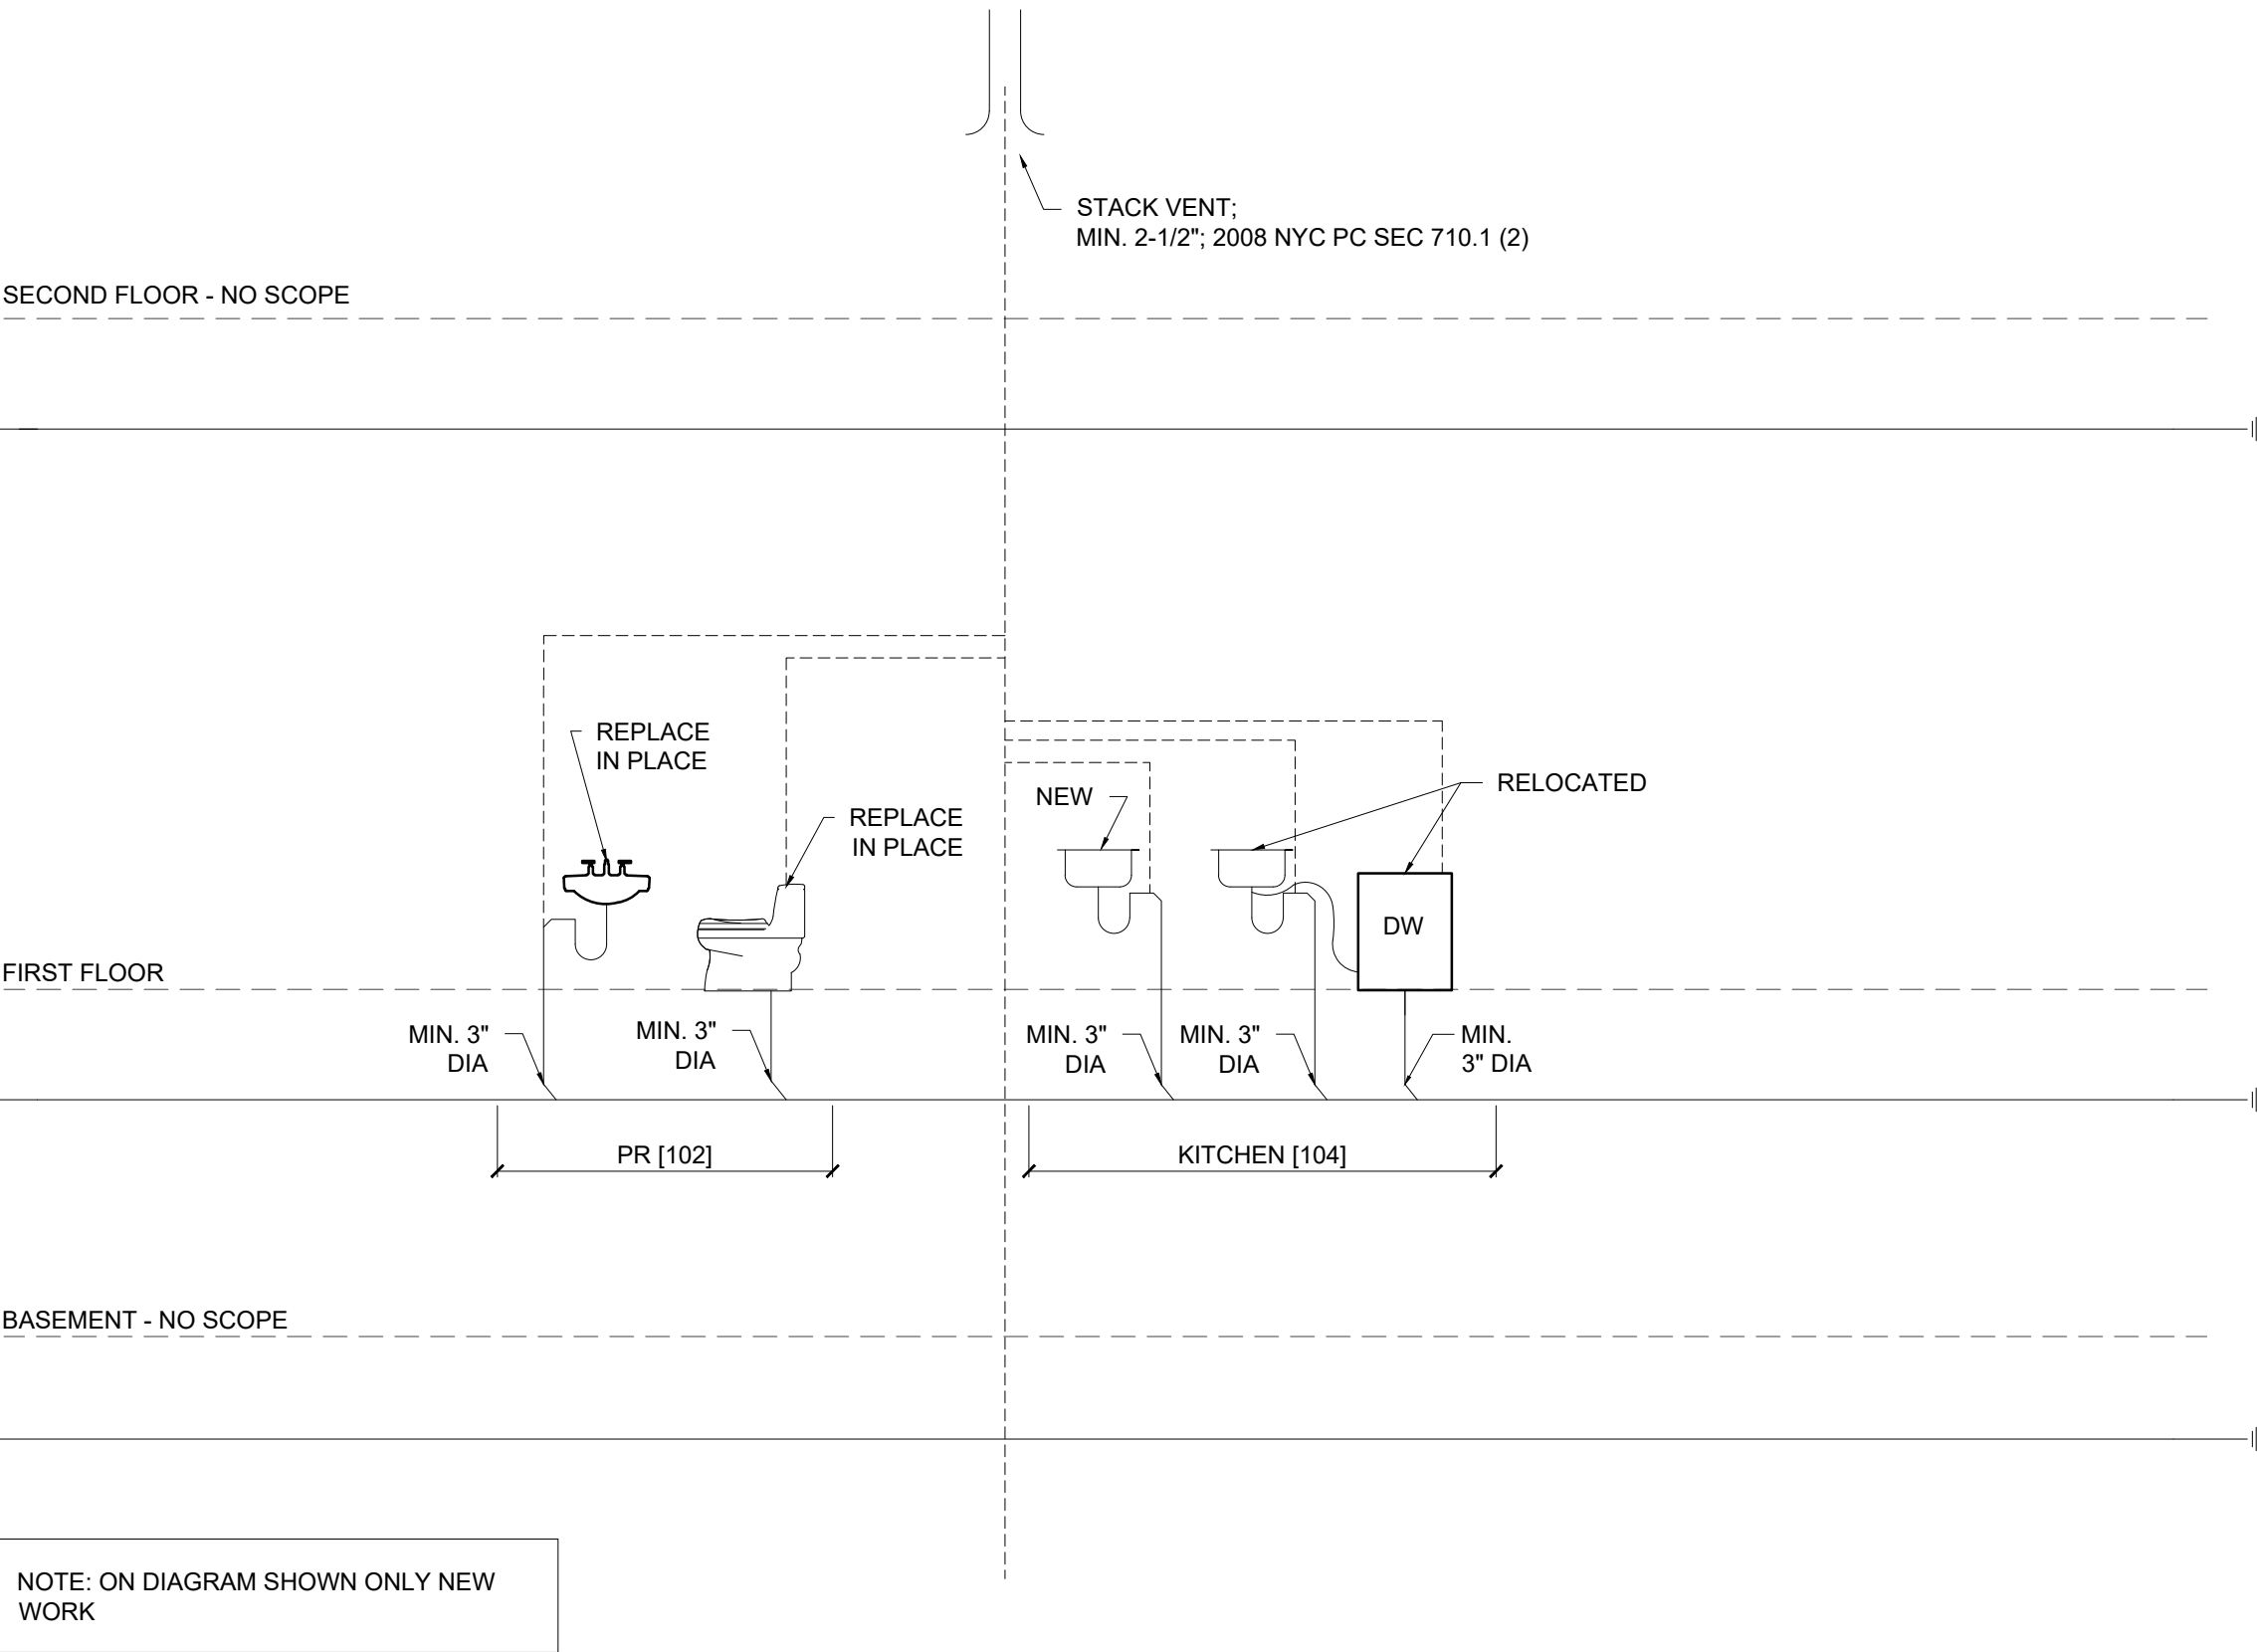 STACK VENT;
MIN. 2-1/2"; 2008 NYC PC SEC 710.1 (2)
SECOND FLOOR - NO SCOPE
REPLACE
IN PLACE
REPLACE
IN PLACE
NEW
RELOCATED
DW
FIRST FLOOR
MIN. 3"
DIA
MIN. 3"
DIA
MIN. 3"
DIA
MIN. 3"
DIA
MIN.
3" DIA
PR [102]
KITCHEN [104]
BASEMENT - NO SCOPE
NOTE: ON DIAGRAM SHOWN ONLY NEW
WORK